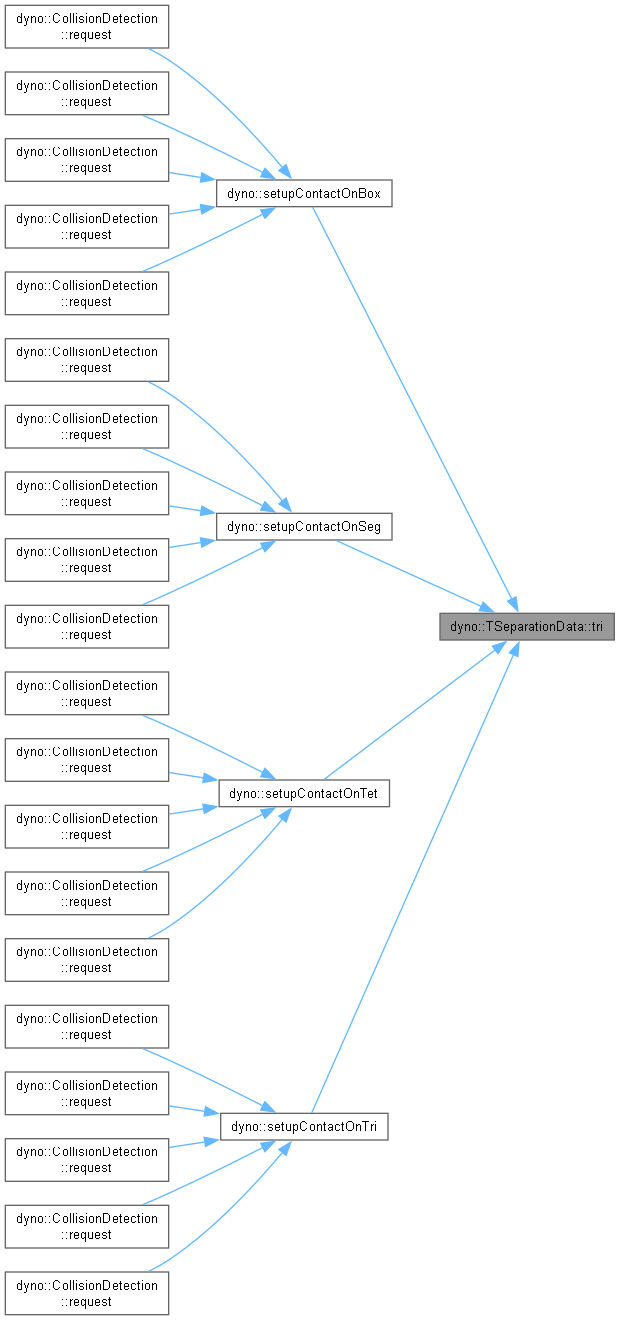 dyno::CollisionDetection
::request
dyno::CollisionDetection
::request
dyno::CollisionDetection
::request
dyno::setupContactOnBox
dyno::CollisionDetection
::request
dyno::CollisionDetection
::request
dyno::CollisionDetection
::request
dyno::CollisionDetection
::request
dyno::CollisionDetection
::request
dyno::setupContactOnSeg
dyno::CollisionDetection
::request
dyno::CollisionDetection
::request
dyno::TSeparationData::tri
dyno::CollisionDetection
::request
dyno::CollisionDetection
::request
dyno::setupContactOnTet
dyno::CollisionDetection
::request
dyno::CollisionDetection
::request
dyno::CollisionDetection
::request
dyno::CollisionDetection
::request
dyno::CollisionDetection
::request
dyno::setupContactOnTri
dyno::CollisionDetection
::request
dyno::CollisionDetection
::request
dyno::CollisionDetection
::request